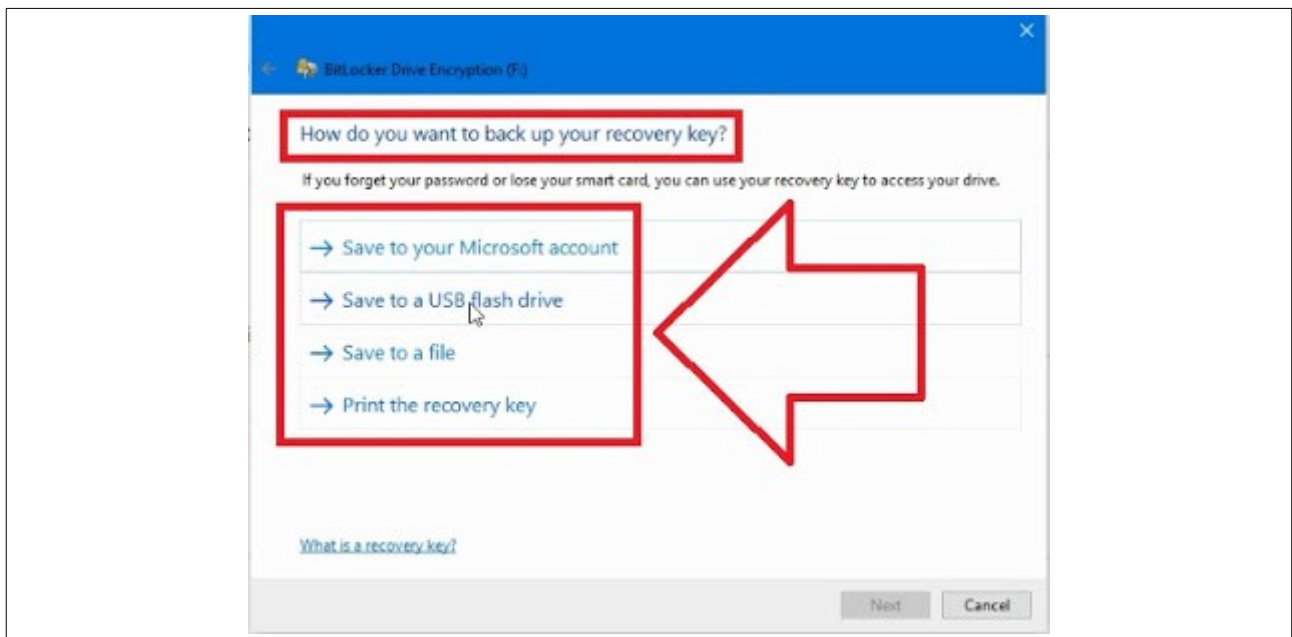 BitLocker Drive Encryption (F:)
How do you want to back up your recovery key?
If you forget your password or lose your smart card, you can use your recovery key to access your drive.
→ Save to your Microsoft account
→ Save to a USB flash drive
→ Save to a file
→ Print the recovery key
What is a recovery key?
Next Cancel